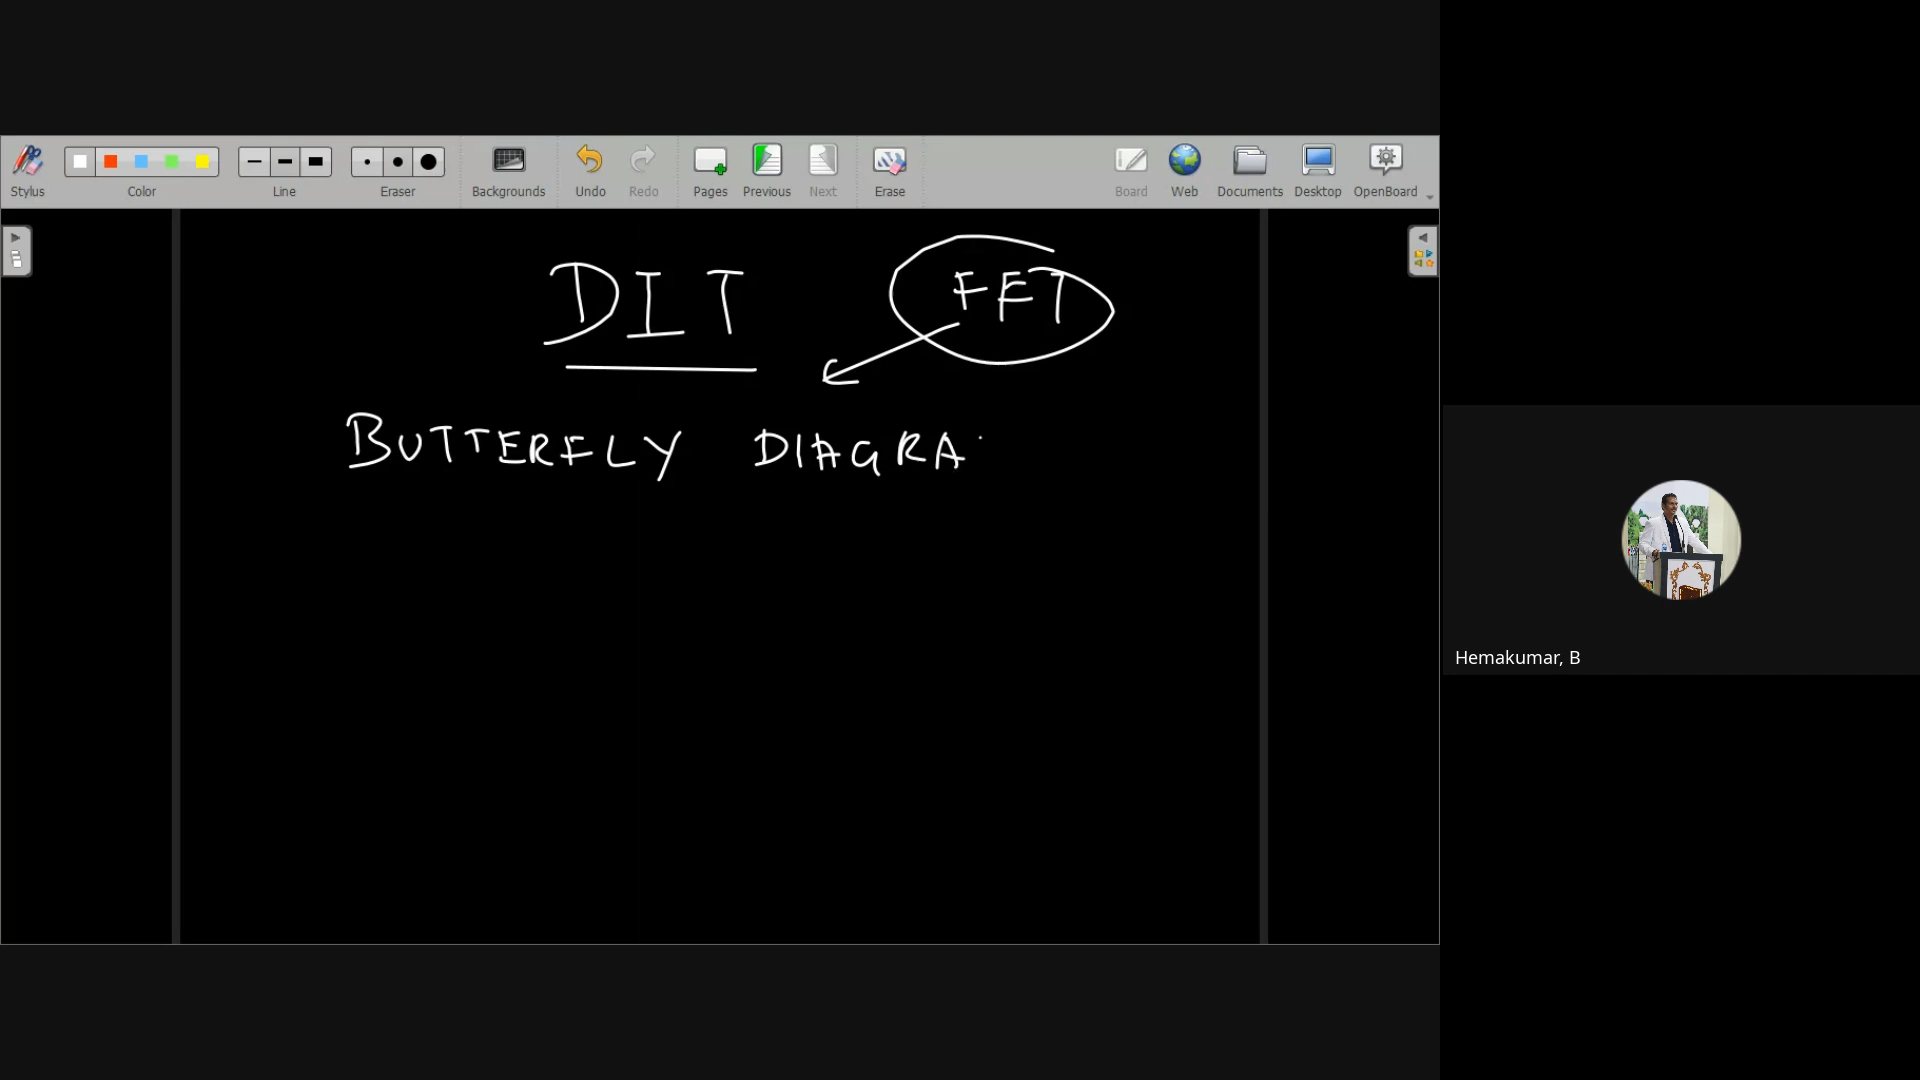 Stylus Color Line Eraser Backgrounds Undo Redo Pages Previous Next Erase Board Web Documents Desktop OpenBoard
DIT FFT
BUTTERFLY DIAGRA
Hemakumar, B